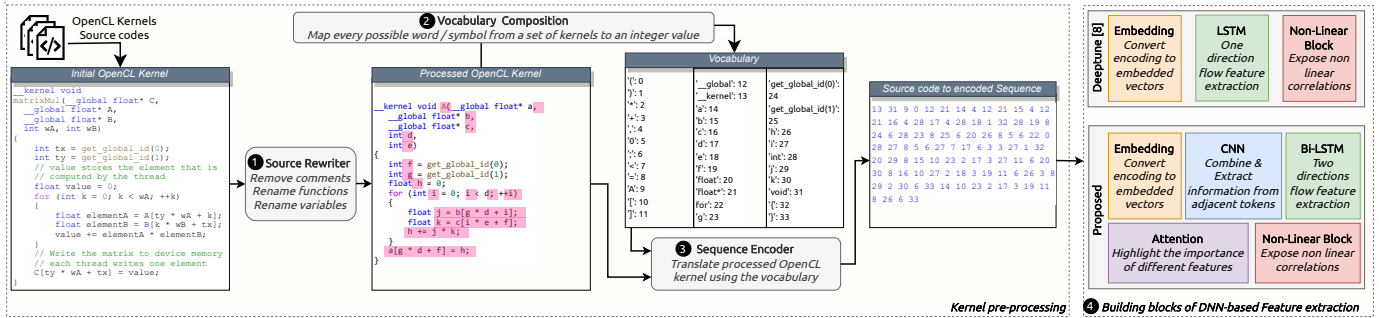 OpenCL Kernels
Source codes
Initial OpenCL Kernel
__kernel void
matrixMul(__global float* C,
__global float* A,
__global float* B,
int wA, int wB)
{
int tx = get_global_id(0);
int ty = get_global_id(1);
// value stores the element that is
// computed by the thread
float value = 0;
for (int k = 0; k < wA; ++k)
{
float elementA = A[ty * wA + k];
float elementB = B[k * wB + tx];
value += elementA * elementB;
}
// Write the matrix to device memory
// each thread writes one element
C[ty * wA + tx] = value;
}
1 Source Rewriter
Remove comments
Rename functions
Rename variables
2 Vocabulary Composition
Map every possible word / symbol from a set of kernels to an integer value
Processed OpenCL Kernel
__kernel void A(__global float* a,
__global float* b,
__global float* c,
int d,
int e)
{
int f = get_global_id(0);
int g = get_global_id(1);
float h = 0;
for (int i = 0; i < d; ++i)
{
float j = b[g * d + i];
float k = c[i * e + f];
h += j * k;
}
a[g * d + f] = h;
}
Vocabulary
'(': 0
')': 1
'*': 2
'+': 3
',': 4
'0': 5
';': 6
'<': 7
'=': 8
'A': 9
'[': 10
']': 11
'__global': 12
'__kernel': 13
'a': 14
'b': 15
'c': 16
'd': 17
'e': 18
'f': 19
'float': 20
'float*': 21
for': 22
'g': 23
'get_global_id(0):
24
'get_global_id(1):
25
'h': 26
'i': 27
'int': 28
'j': 29
'k': 30
'void': 31
'{': 32
'}': 33
3 Sequence Encoder
Translate processed OpenCL
kernel using the vocabulary
Source code to encoded Sequence
13 31 9 0 12 21 14 4 12 21 15 4 12
21 16 4 28 17 4 28 18 1 32 28 19 8
24 6 28 23 8 25 6 20 26 8 5 6 22 0
28 27 8 5 6 27 7 17 6 3 3 27 1 32
20 29 8 15 10 23 2 17 3 27 11 6 20
30 8 16 10 27 2 18 3 19 11 6 26 3 8
29 2 30 6 33 14 10 23 2 17 3 19 11
8 26 6 33
Kernel pre-processing
Deeptune [8]
Embedding
Convert
encoding to
embedded
vectors
LSTM
One
direction
flow feature
extraction
Non-Linear
Block
Expose non
linear
correlations
Proposed
Embedding
Convert
encoding to
embedded
vectors
CNN
Combine &
Extract
information from
adjacent tokens
Bi-LSTM
Two
directions
flow feature
extraction
Attention
Highlight the importance
of different features
Non-Linear Block
Expose non linear
correlations
4 Building blocks of DNN-based Feature extraction